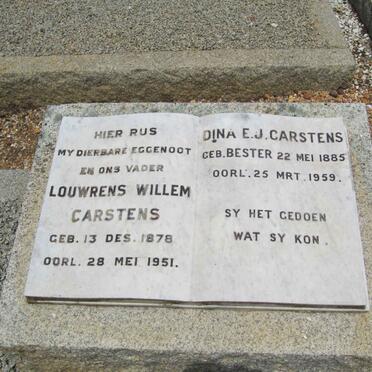 HIER RUS
MY DIERBARE EGGENOOT
EN ONS VADER
LOUWRENS WILLEM
CARSTENS
GEB. 13 DES. 1878
OORL. 28 MEI 1951.
DINA E.J. CARSTENS
GEB. BESTER 22 MEI 1885
OORL. 25 MRT. 1959.
SY HET GEDOEN
WAT SY KON.